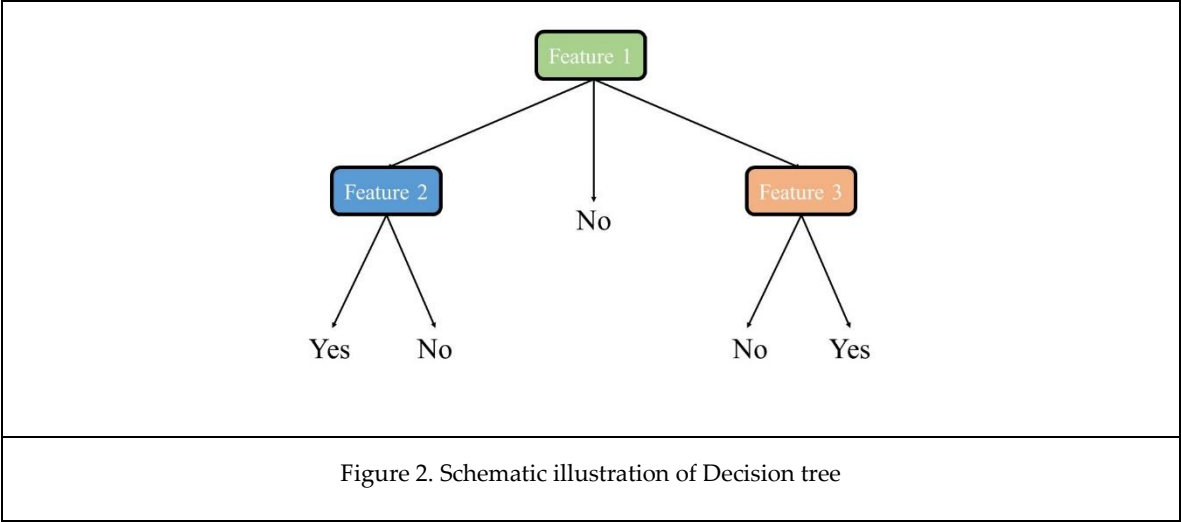 Feature 1
Feature 2
Feature 3
No
Yes
No
No
Yes
Figure 2. Schematic illustration of Decision tree